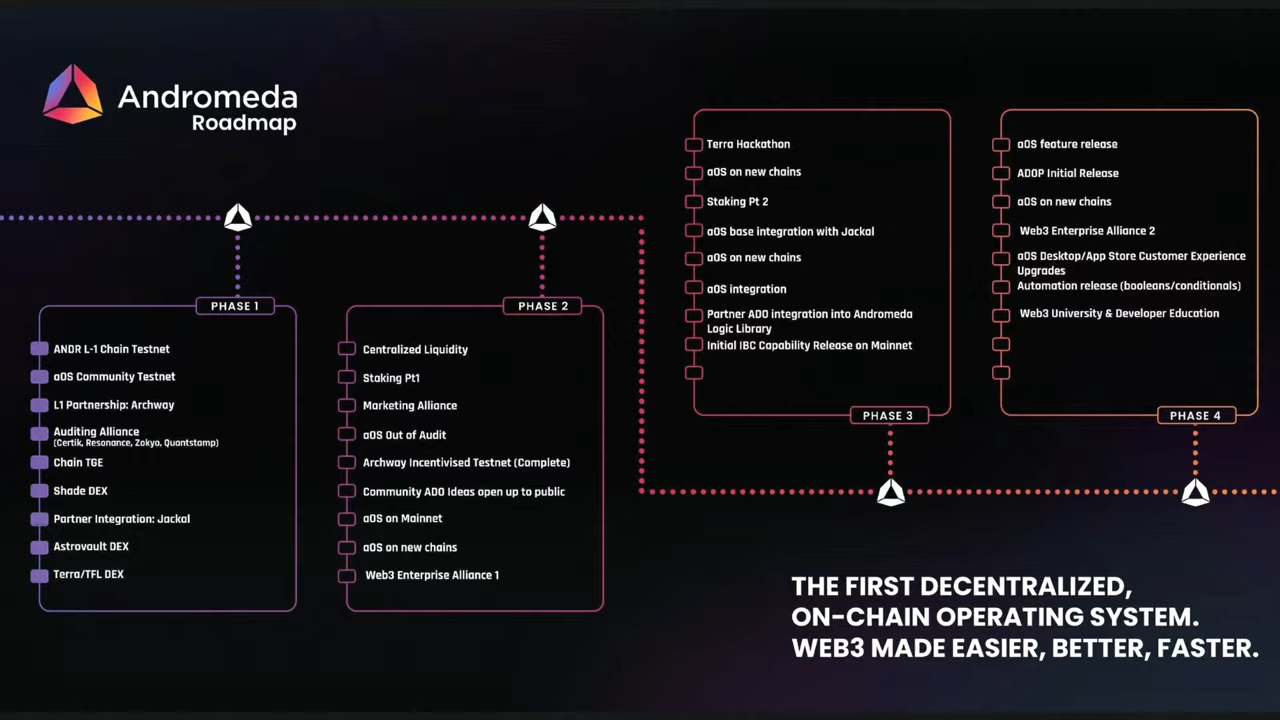 Andromeda
Roadmap
PHASE 1
ANDR L-1 Chain Testnet
aOS Community Testnet
L1 Partnership: Archway
Auditing Alliance
(Certik, Resonance, Zokyo, Quantstamp)
Chain TGE
Shade DEX
Partner Integration: Jackal
Astrovault DEX
Terra/TFL DEX
PHASE 2
Centralized Liquidity
Staking Pt1
Marketing Alliance
aOS Out of Audit
Archway Incentivised Testnet (Complete)
Community ADO Ideas open up to public
aOS on Mainnet
aOS on new chains
Web3 Enterprise Alliance 1
Terra Hackathon
aOS on new chains
Staking Pt 2
aOS base integration with Jackal
aOS on new chains
aOS integration
Partner ADO integration into Andromeda
Logic Library
Initial IBC Capability Release on Mainnet
PHASE 3
aOS feature release
ADOP Initial Release
aOS on new chains
Web3 Enterprise Alliance 2
aOS Desktop/App Store Customer Experience
Upgrades
Automation release (booleans/conditionals)
Web3 University & Developer Education
PHASE 4
THE FIRST DECENTRALIZED,
ON-CHAIN OPERATING SYSTEM.
WEB3 MADE EASIER, BETTER, FASTER.